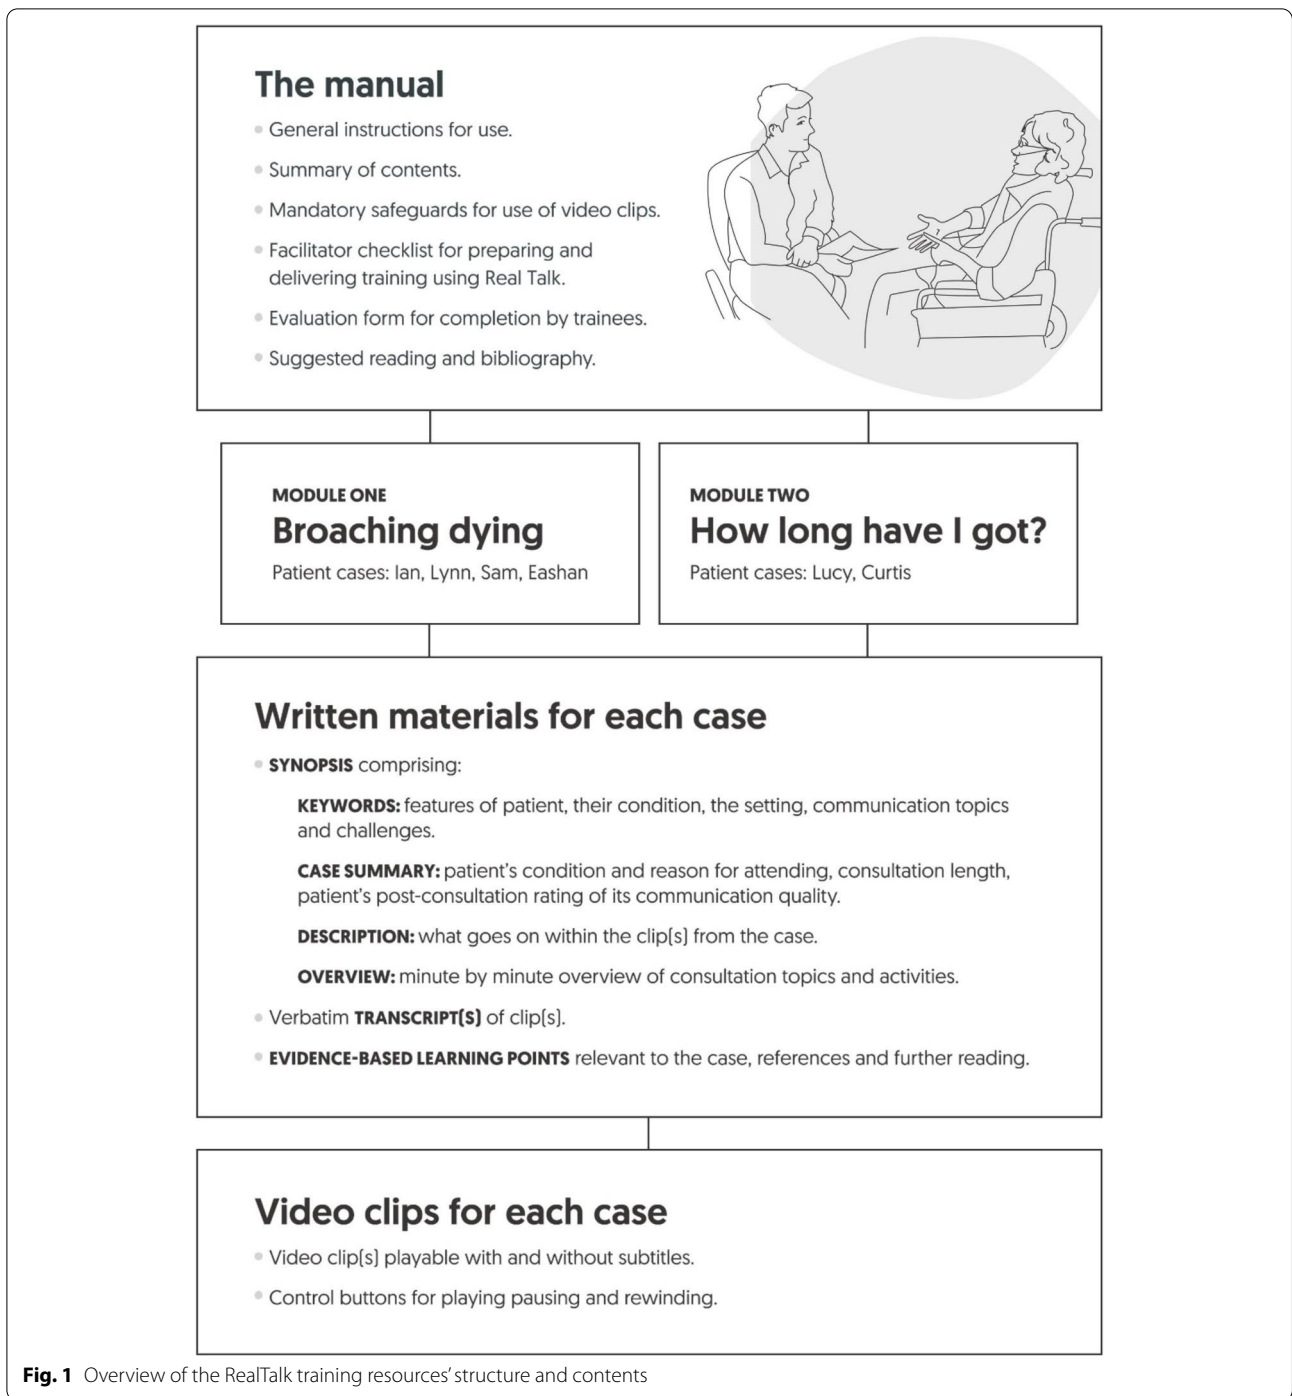 The manual
General instructions for use.
Summary of contents.
Mandatory safeguards for use of video clips.
Facilitator checklist for preparing and
delivering training using Real Talk.
Evaluation form for completion by trainees.
Suggested reading and bibliography.
MODULE ONE
Broaching dying
Patient cases: Ian, Lynn, Sam, Eashan
MODULE TWO
How long have I got?
Patient cases: Lucy, Curtis
Written materials for each case
SYNOPSIS comprising:
KEYWORDS: features of patient, their condition, the setting, communication topics
and challenges.
CASE SUMMARY: patient's condition and reason for attending, consultation length,
patient's post-consultation rating of its communication quality.
DESCRIPTION: what goes on within the clip(s) from the case.
OVERVIEW: minute by minute overview of consultation topics and activities.
Verbatim TRANSCRIPT(S) of clip(s).
EVIDENCE-BASED LEARNING POINTS relevant to the case, references and further reading.
Video clips for each case
Video clip(s) playable with and without subtitles.
Control buttons for playing pausing and rewinding.
Fig. 1 Overview of the RealTalk training resources' structure and contents